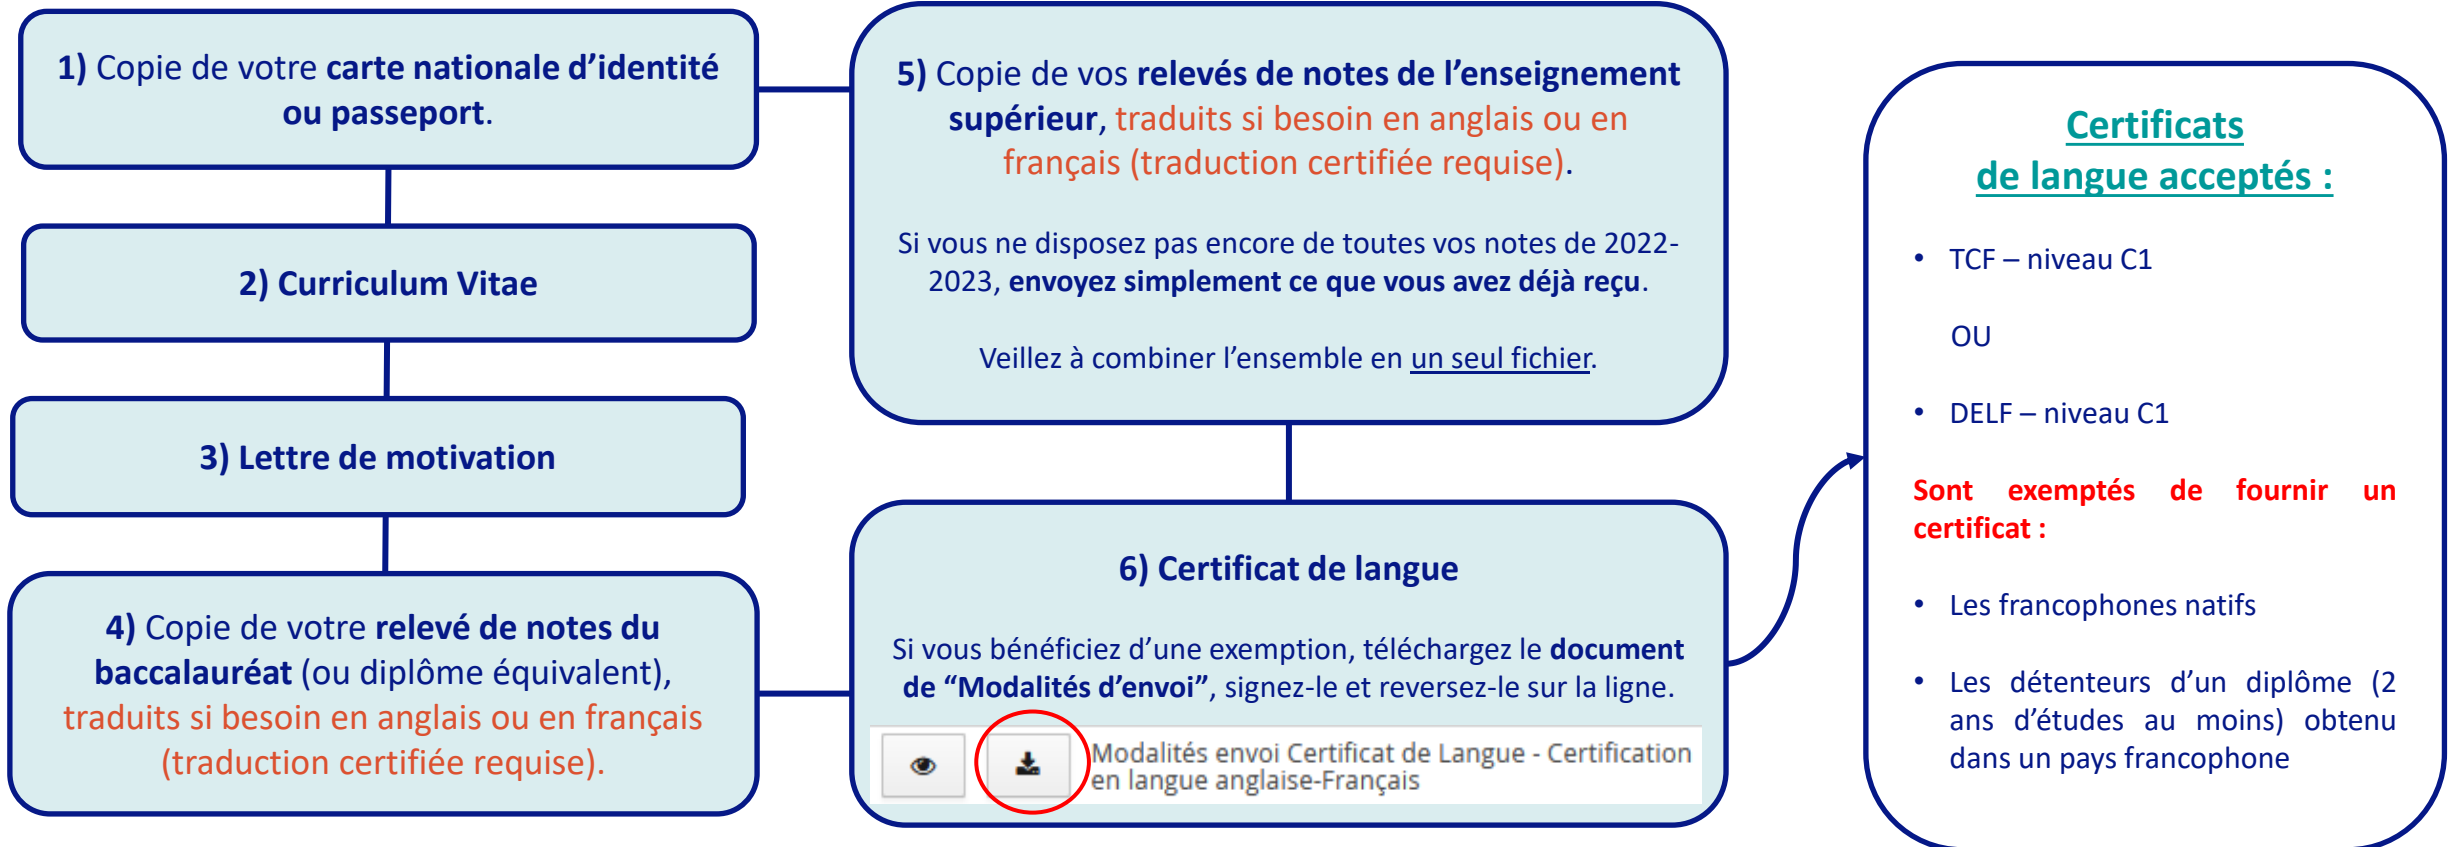 1) Copie de votre carte nationale d’identité
ou passeport.
2) Curriculum Vitae
3) Lettre de motivation
4) Copie de votre relevé de notes du
baccalauréat (ou diplôme équivalent),
traduits si besoin en anglais ou en français
(traduction certifiée requise).
5) Copie de vos relevés de notes de l’enseignement
supérieur, traduits si besoin en anglais ou en
français (traduction certifiée requise).
Si vous ne disposez pas encore de toutes vos notes de 2022-
2023, envoyez simplement ce que vous avez déjà reçu.
Veillez à combiner l’ensemble en un seul fichier.
6) Certificat de langue
Si vous bénéficiez d’une exemption, téléchargez le document
de “Modalités d’envoi”, signez-le et reversez-le sur la ligne.
Modalités envoi Certificat de Langue - Certification
en langue anglaise-Français
Certificats
de langue acceptés :
• TCF – niveau C1
OU
• DELF – niveau C1
Sont exemptés de fournir un
certificat :
• Les francophones natifs
• Les détenteurs d’un diplôme (2
ans d’études au moins) obtenu
dans un pays francophone